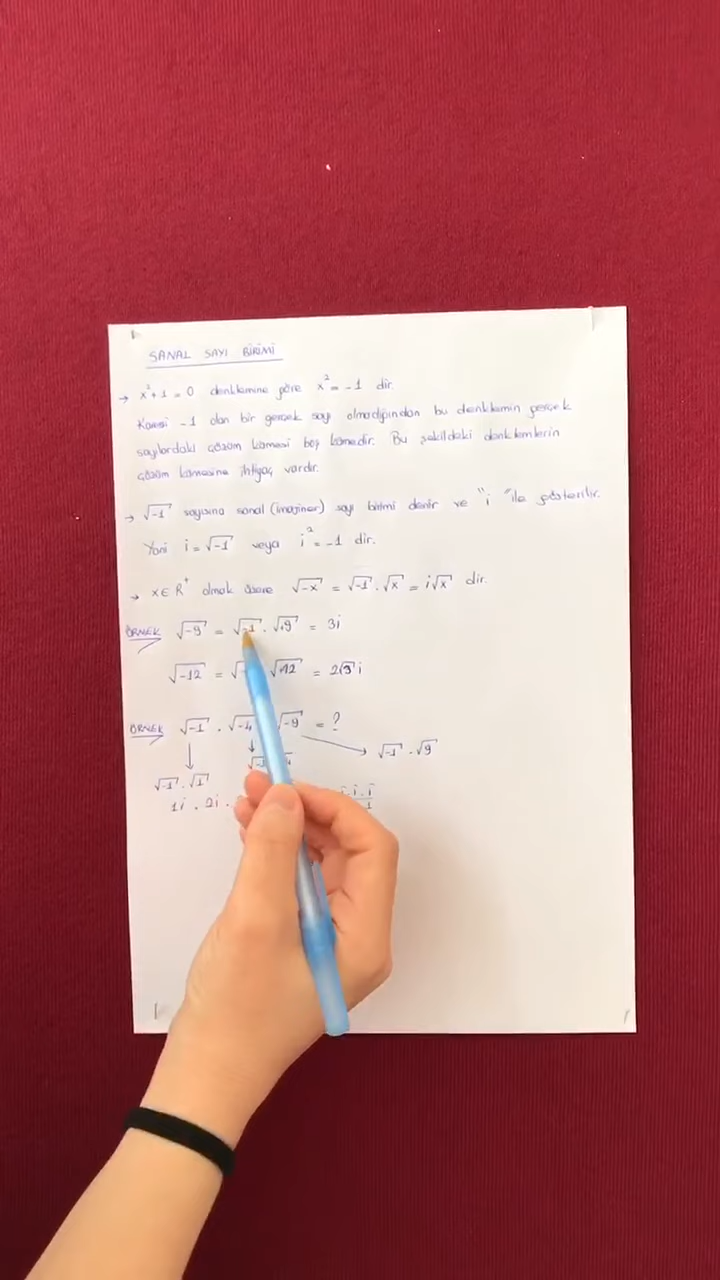 SANAL SAYI BİRİMİ
→ x²+1=0 denklemine göre x²=-1 dir.
Karesi -1 olan bir gerçek sayı olmadığından bu denklemin gerçek
sayılardaki çözüm kümesi boş kümedir. Bu şekildeki denklemlerin
çözüm kümesine ihtiyaç vardır.
→ √-1 sayısına sanal (imajiner) sayı birimi denir ve "i" ile gösterilir.
Yani i=√-1 veya i²=-1 dir.
→ x∈R⁺ olmak üzere √-x = √-1 . √x = i√x dir.
ÖRNEK √-9 = √-1 . √+9 = 3i
√-12 = √+12 = 2√3 i
ÖRNEK √-1 . √-4 √-9 = ?
√-1 . √9
√-1 . √1
1i . 2i .